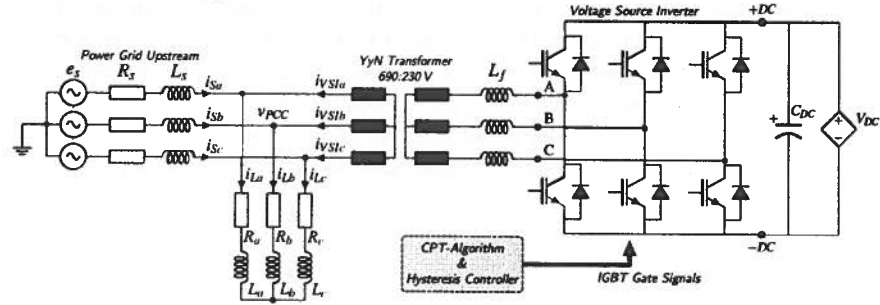 Voltage Source Inverter
+DC
Power Grid Upstream
YyN Transformer
690:230 V
e_s
R_s
L_s
i_Sa
i_VSIa
L_f
A
i_Sb
v_PCC
i_VSIb
B
C_DC
+
V_DC
i_Sc
i_VSIc
C
i_La
i_Lb
i_Lc
R_a
R_b
R_c
L_a
L_b
L_c
CPT-Algorithm
&
Hysteresis Controller
IGBT Gate Signals
-DC